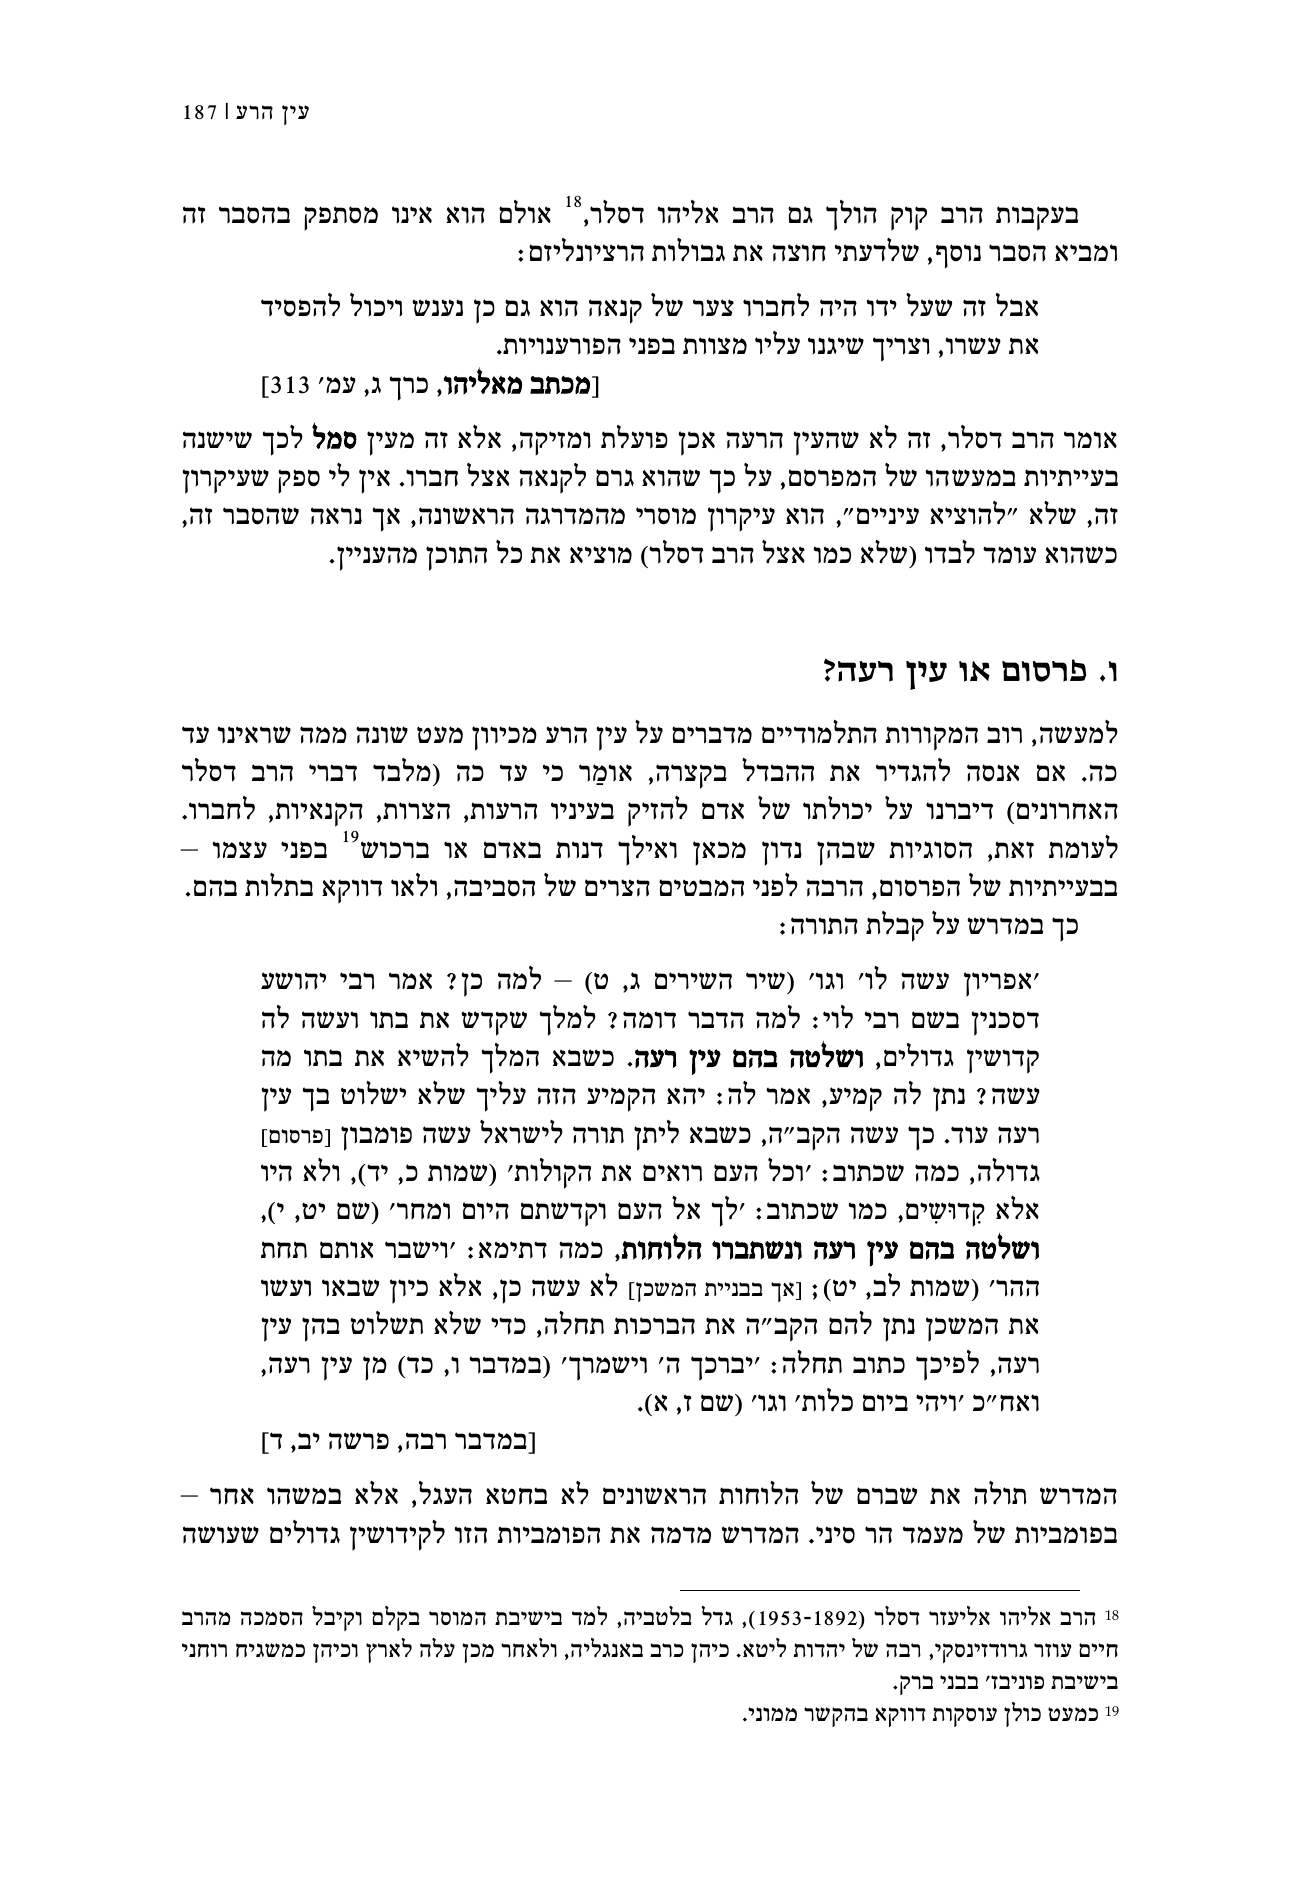 עין הרע | 187
בעקבות הרב קוק הולך גם הרב אליהו דסלר,18 אולם הוא אינו מסתפק בהסבר זה
ומביא הסבר נוסף, שלדעתי חוצה את גבולות הרציונליזם:
אבל זה שעל ידו היה לחברו צער של קנאה הוא גם כן נענש ויכול להפסיד
את עשרו, וצריך שיגנו עליו מצוות בפני הפורענויות.
[מכתב מאליהו, כרך ג, עמ׳ 313]
אומר הרב דסלר, זה לא שהעין הרעה אכן פועלת ומזיקה, אלא זה מעין סמל לכך שישנה
בעייתיות במעשהו של המפרסם, על כך שהוא גרם לקנאה אצל חברו. אין לי ספק שעיקרון
זה, שלא ״להוציא עיניים״, הוא עיקרון מוסרי מהמדרגה הראשונה, אך נראה שהסבר זה,
כשהוא עומד לבדו (שלא כמו אצל הרב דסלר) מוציא את כל התוכן מהעניין.
ו. פרסום או עין רעה?
למעשה, רוב המקורות התלמודיים מדברים על עין הרע מכיוון מעט שונה ממה שראינו עד
כה. אם אנסה להגדיר את ההבדל בקצרה, אומַר כי עד כה (מלבד דברי הרב דסלר
האחרונים) דיברנו על יכולתו של אדם להזיק בעיניו הרעות, הצרות, הקנאיות, לחברו.
לעומת זאת, הסוגיות שבהן נדון מכאן ואילך דנות באדם או ברכוש19 בפני עצמו –
בבעייתיות של הפרסום, הרבה לפני המבטים הצרים של הסביבה, ולאו דווקא בתלות בהם.
כך במדרש על קבלת התורה:
׳אפריון עשה לו׳ וגו׳ (שיר השירים ג, ט) – למה כן? אמר רבי יהושע
דסכנין בשם רבי לוי: למה הדבר דומה? למלך שקדש את בתו ועשה לה
קדושין גדולים, ושלטה בהם עין רעה. כשבא המלך להשיא את בתו מה
עשה? נתן לה קמיע, אמר לה: יהא הקמיע הזה עליך שלא ישלוט בך עין
רעה עוד. כך עשה הקב״ה, כשבא ליתן תורה לישראל עשה פומבון [פרסום]
גדולה, כמה שכתוב: ׳וכל העם רואים את הקולות׳ (שמות כ, יד), ולא היו
אלא קִדוּשִים, כמו שכתוב: ׳לך אל העם וקדשתם היום ומחר׳ (שם יט, י),
ושלטה בהם עין רעה ונשתברו הלוחות, כמה דתימא: ׳וישבר אותם תחת
ההר׳ (שמות לב, יט); [אך בבניית המשכן] לא עשה כן, אלא כיון שבאו ועשו
את המשכן נתן להם הקב״ה את הברכות תחלה, כדי שלא תשלוט בהן עין
רעה, לפיכך כתוב תחלה: ׳יברכך ה׳ וישמרך׳ (במדבר ו, כד) מן עין רעה,
ואח״כ ׳ויהי ביום כלות׳ וגו׳ (שם ז, א).
[במדבר רבה, פרשה יב, ד]
המדרש תולה את שברם של הלוחות הראשונים לא בחטא העגל, אלא במשהו אחר –
בפומביות של מעמד הר סיני. המדרש מדמה את הפומביות הזו לקידושין גדולים שעושה
18 הרב אליהו אליעזר דסלר (1892-1953), גדל בלטביה, למד בישיבת המוסר בקלם וקיבל הסמכה מהרב
חיים עוזר גרודזינסקי, רבה של יהדות ליטא. כיהן כרב באנגליה, ולאחר מכן עלה לארץ וכיהן כמשגיח רוחני
בישיבת פוניבז׳ בבני ברק.
19 כמעט כולן עוסקות דווקא בהקשר ממוני.